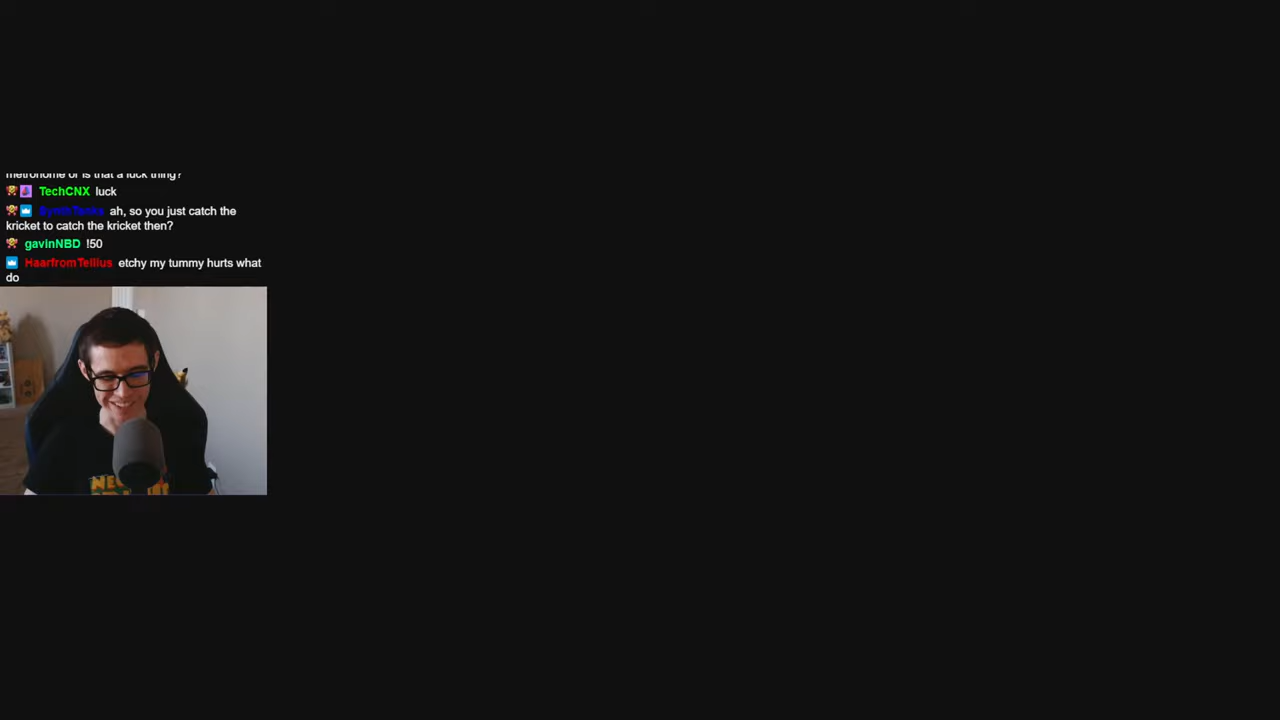 metronome or is that a luck thing?
TechCNX luck
ah, so you just catch the
kricket to catch the kricket then?
gavinNBD !50
HaarfromTellius etchy my tummy hurts what
do